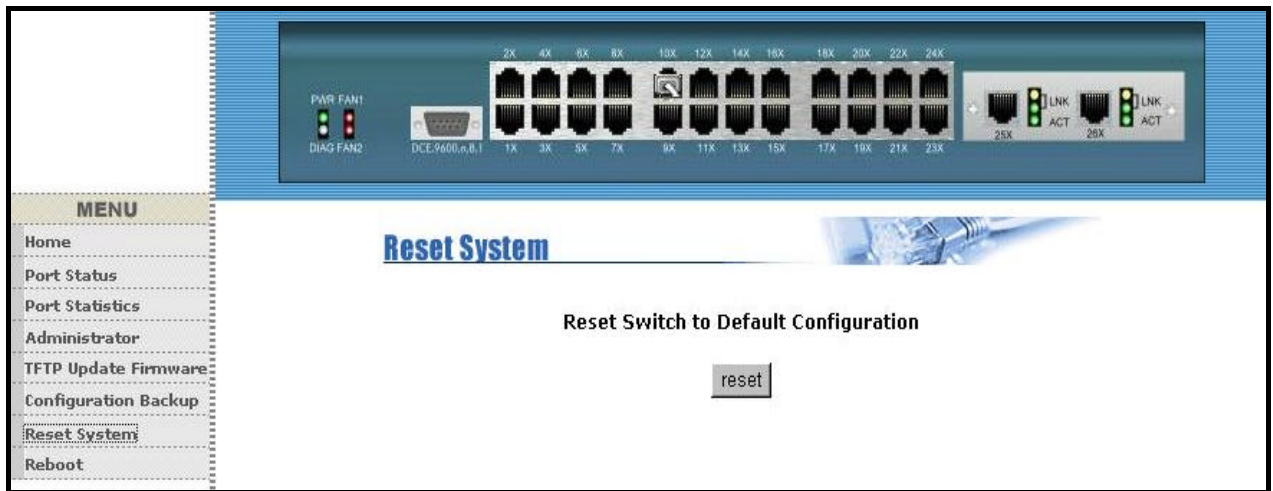 2X 4X 6X 8X 10X 12X 14X 16X 18X 20X 22X 24X
PWR FAN1
DIAG FAN2
DCE,9600,n,8,1
1X 3X 5X 7X 9X 11X 13X 15X 17X 19X 21X 23X
LNK
ACT
25X
LNK
ACT
26X
MENU
Home
Port Status
Port Statistics
Administrator
TFTP Update Firmware
Configuration Backup
Reset System
Reboot
Reset System
Reset Switch to Default Configuration
reset